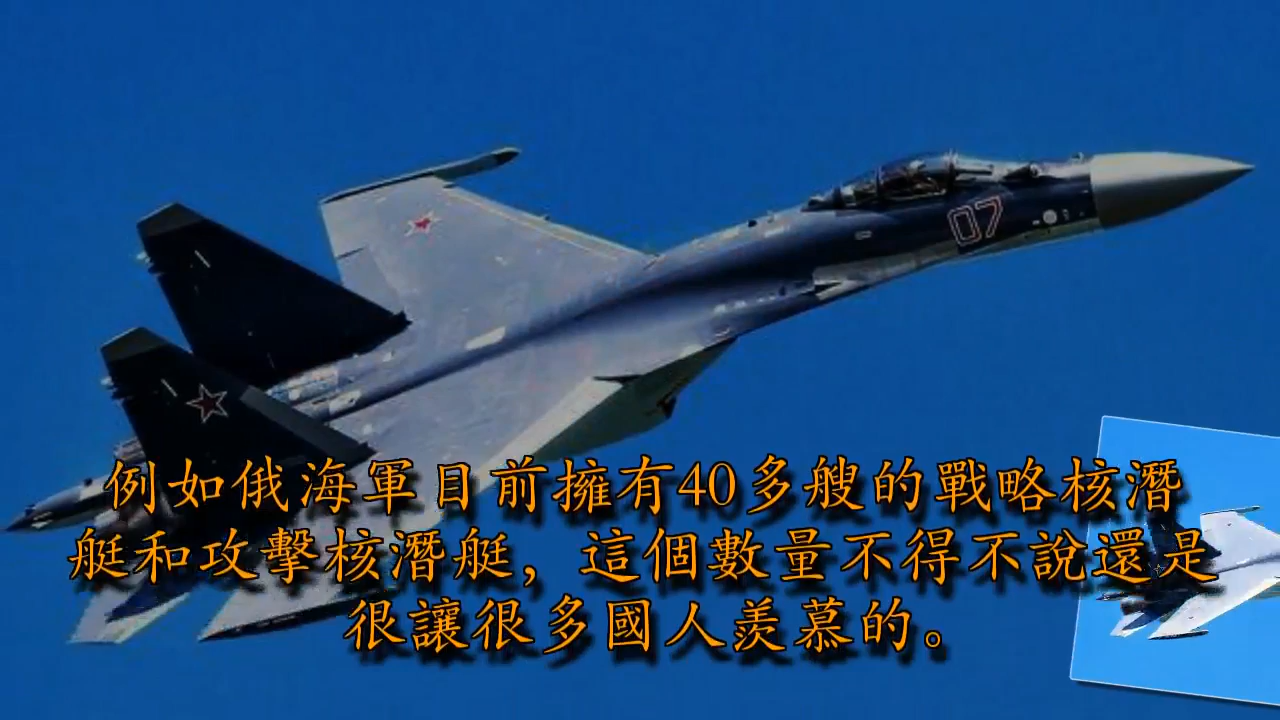 07
例如俄海軍目前擁有40多艘的戰略核潛
艇和攻擊核潛艇，這個數量不得不說還是
很讓很多國人羨慕的。